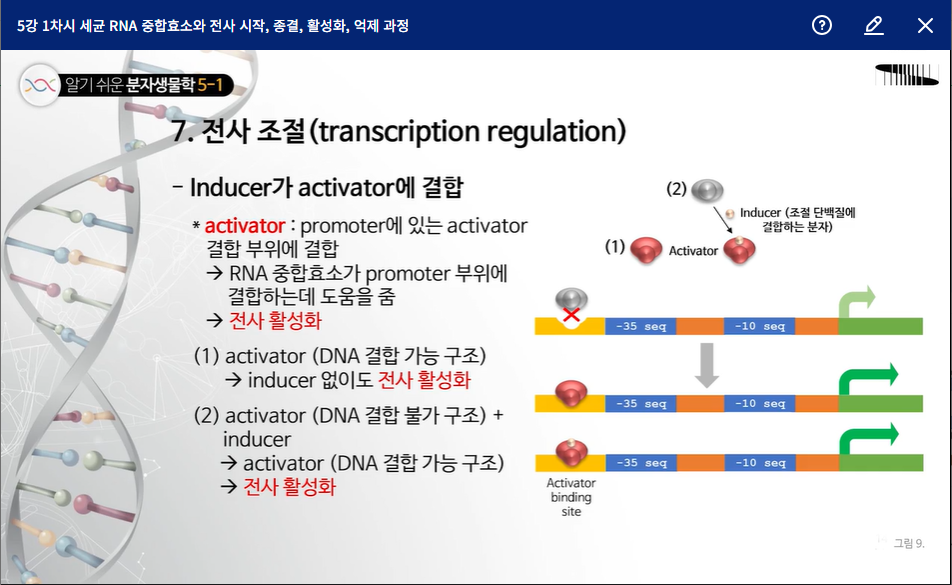 5강 1차시 세균 RNA 중합효소와 전사 시작, 종결, 활성화, 억제 과정
알기 쉬운 분자생물학 5-1
7. 전사 조절(transcription regulation)
- Inducer가 activator에 결합
* activator : promoter에 있는 activator
결합 부위에 결합
→ RNA 중합효소가 promoter 부위에
결합하는데 도움을 줌
→ 전사 활성화
(1) activator (DNA 결합 가능 구조)
→ inducer 없이도 전사 활성화
(2) activator (DNA 결합 불가 구조) +
inducer
→ activator (DNA 결합 가능 구조)
→ 전사 활성화
(2)
Inducer (조절 단백질에
결합하는 분자)
(1) Activator
-35 seq -10 seq
-35 seq -10 seq
-35 seq -10 seq
Activator
binding
site
그림 9.